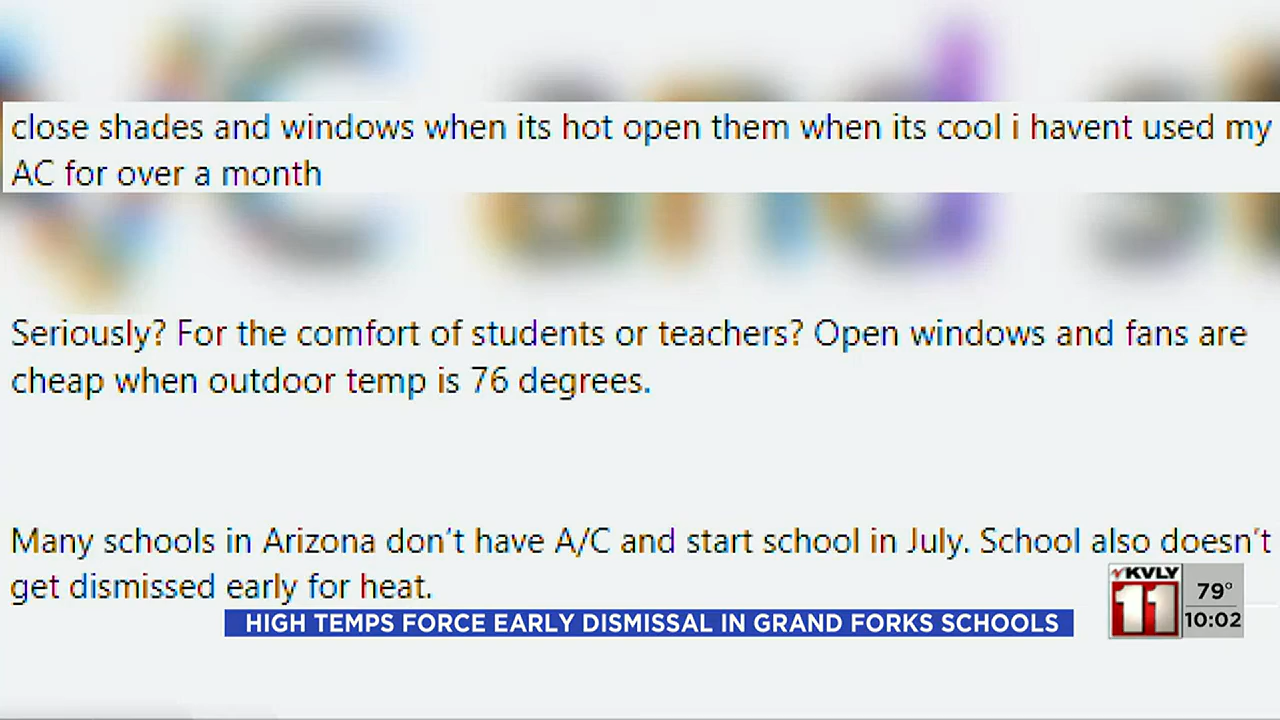 close shades and windows when its hot open them when its cool i havent used my
AC for over a month
Seriously? For the comfort of students or teachers? Open windows and fans are
cheap when outdoor temp is 76 degrees.
Many schools in Arizona don't have A/C and start school in July. School also doesn't
get dismissed early for heat.
HIGH TEMPS FORCE EARLY DISMISSAL IN GRAND FORKS SCHOOLS
KVLY
11
79°
10:02